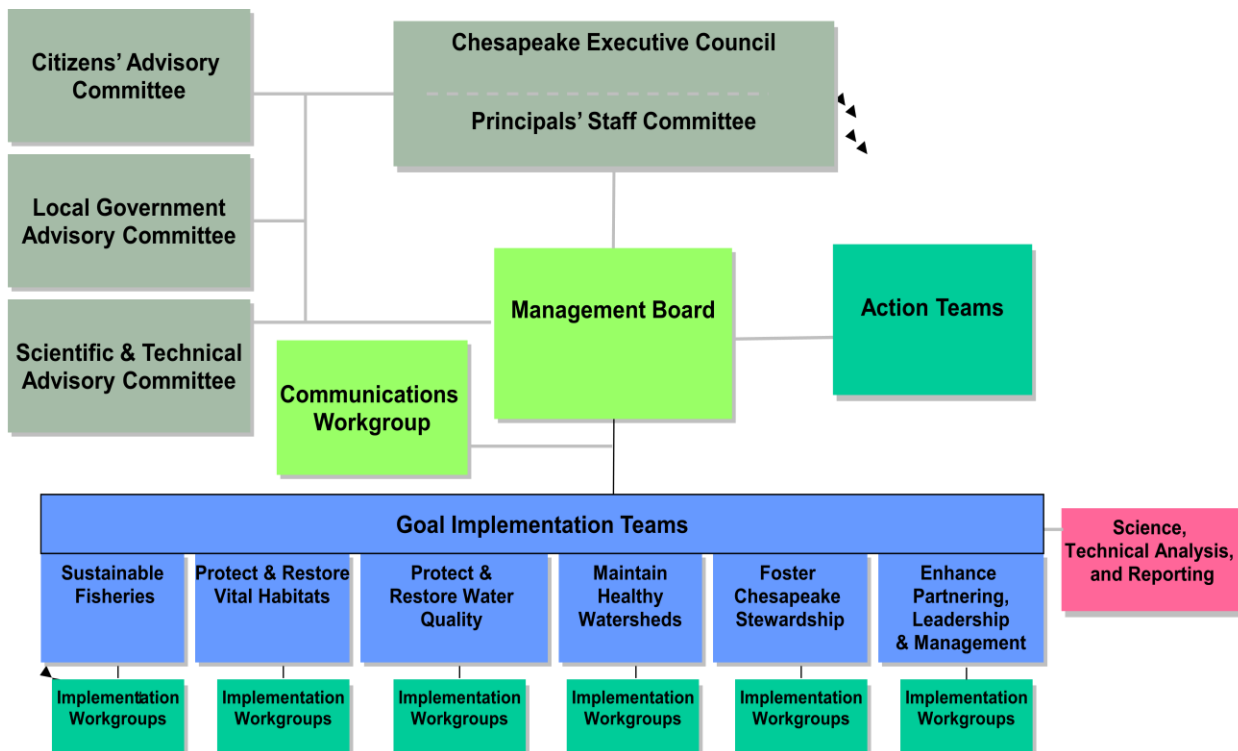 Chesapeake Executive Council
Principals' Staff Committee
Citizens' Advisory
Committee
Local Government
Advisory Committee
Scientific & Technical
Advisory Committee
Management Board
Action Teams
Communications
Workgroup
Goal Implementation Teams
Science,
Technical Analysis,
and Reporting
Sustainable
Fisheries
Protect & Restore
Vital Habitats
Protect &
Restore Water
Quality
Maintain
Healthy
Watersheds
Foster
Chesapeake
Stewardship
Enhance
Partnering,
Leadership
& Management
Implementation
Workgroups
Implementation
Workgroups
Implementation
Workgroups
Implementation
Workgroups
Implementation
Workgroups
Implementation
Workgroups